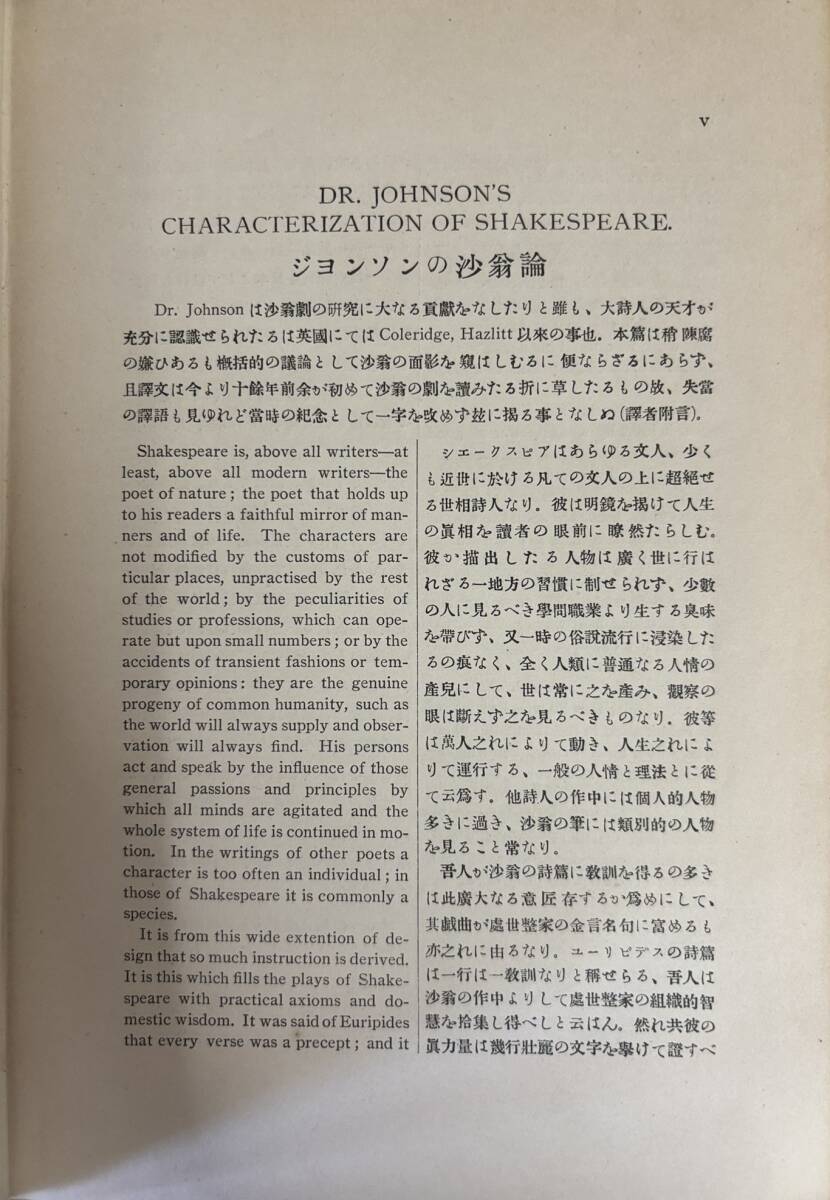 v
DR. JOHNSON'S
CHARACTERIZATION OF SHAKESPEARE.
ジヨンソンの沙翁論
Dr. Johnson は沙翁劇の硏究に大なる貢獻をなしたりと雖も、大詩人の天才が
充分に認識せられたるは英國にては Coleridge, Hazlitt 以來の事也．本篇は稍陳腐
の嫌ひあるも槪括的の議論として沙翁の面影を窺はしむるに便ならざるにあらず、
且譯文は今より十餘年前余が初めて沙翁の劇を讀みたる折に草したるもの故、失當
の譯語も見ゆれど當時の紀念として一字を改めず玆に揭る事となしぬ（譯者附言）。
Shakespeare is, above all writers—at
least, above all modern writers—the
poet of nature; the poet that holds up
to his readers a faithful mirror of man-
ners and of life. The characters are
not modified by the customs of par-
ticular places, unpractised by the rest
of the world; by the peculiarities of
studies or professions, which can ope-
rate but upon small numbers; or by the
accidents of transient fashions or tem-
porary opinions: they are the genuine
progeny of common humanity, such as
the world will always supply and obser-
vation will always find. His persons
act and speak by the influence of those
general passions and principles by
which all minds are agitated and the
whole system of life is continued in mo-
tion. In the writings of other poets a
character is too often an individual; in
those of Shakespeare it is commonly a
species.
It is from this wide extention of de-
sign that so much instruction is derived.
It is this which fills the plays of Shake-
speare with practical axioms and do-
mestic wisdom. It was said of Euripides
that every verse was a precept; and it
シエークスピアはあらゆる文人、少く
も近世に於ける凡ての文人の上に超絕せ
る世相詩人なり．彼は明鏡を揭げて人生
の眞相を讀者の眼前に瞭然たらしむ。
彼か描出したる人物は廣く世に行は
れざる一地方の習慣に制せられず、少數
の人に見るべき學問職業より生する臭味
を帶びず、又一時の俗說流行に浸染した
るの痕なく、全く人類に普通なる人情の
產兒にして、世は常に之を產み、觀察の
眼は斷えず之を見るべきものなり。彼等
は萬人之れによりて動き、人生之れによ
りて運行する、一般の人情と理法とに從
て云爲す。他詩人の作中には個人的人物
多きに過き、沙翁の筆には類別的の人物
を見ること常なり．
吾人が沙翁の詩篇に敎訓を得るの多き
は此廣大なる意匠存するか爲めにして、
其戯曲が處世整家の金言名句に富めるも
亦之れに由るなり．ユーリピデスの詩篇
は一行は一敎訓なりと稱せらる、吾人は
沙翁の作中よりして處世整家の組織的智
慧を拾集し得べしと云はん。然れ共彼の
眞力量は幾行壯麗の文字を擧けて證すべ